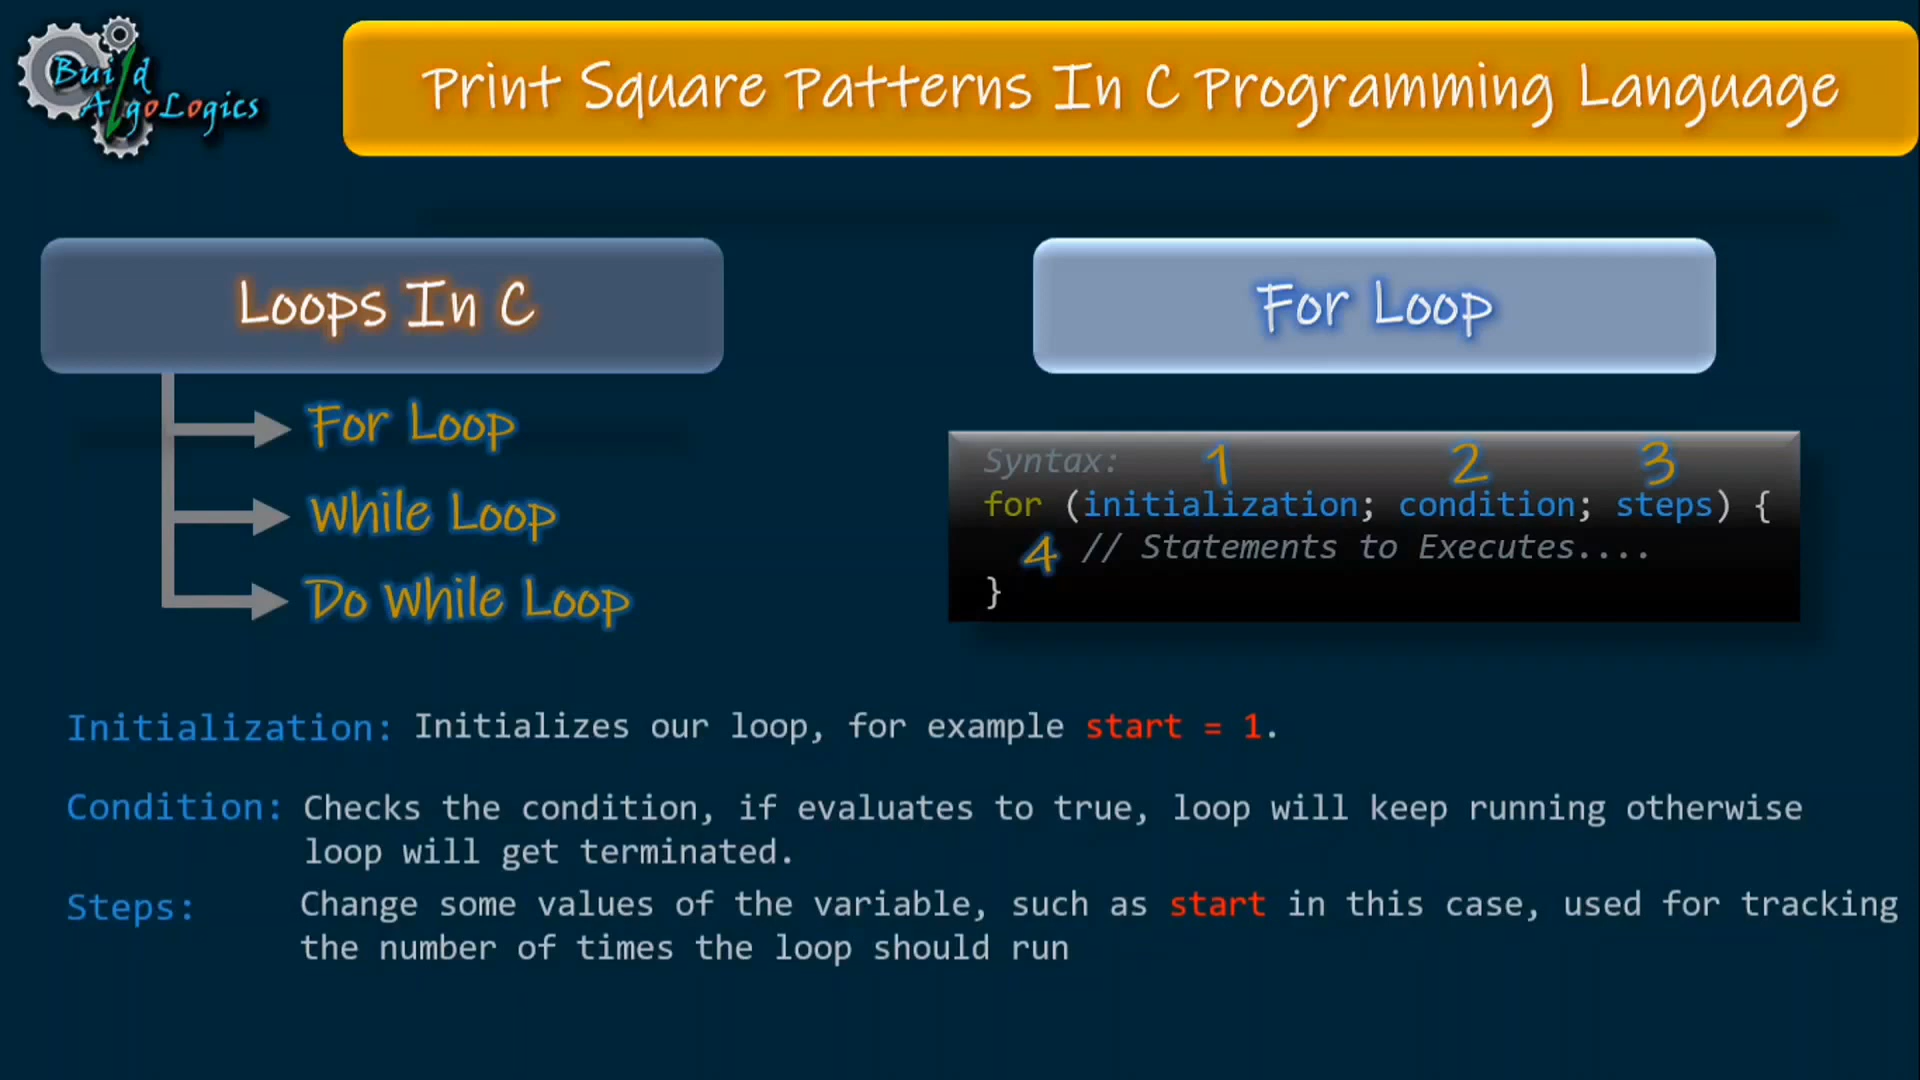 Build
AlgoLogics
Print Square Patterns In C Programming Language
Loops In C
For Loop
While Loop
Do While Loop
For Loop
Syntax:
1 2 3
for (initialization; condition; steps) {
4 // Statements to Executes....
}
Initialization: Initializes our loop, for example start = 1.
Condition: Checks the condition, if evaluates to true, loop will keep running otherwise
loop will get terminated.
Steps: Change some values of the variable, such as start in this case, used for tracking
the number of times the loop should run